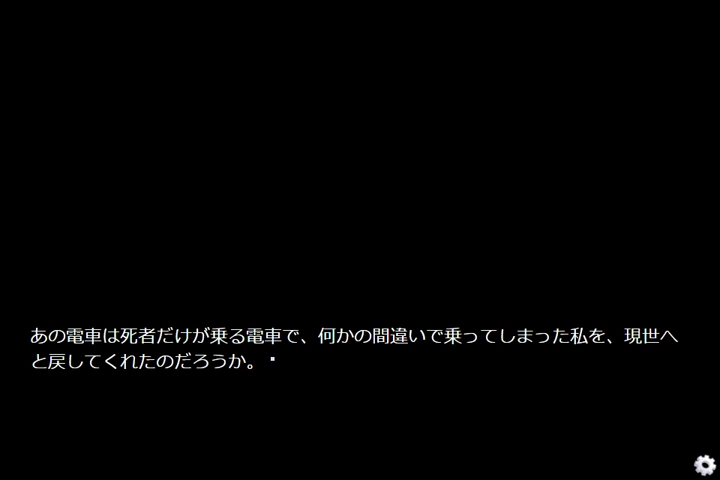 あの電車は死者だけが乗る電車で、何かの間違いで乗ってしまった私を、現世へ
と戻してくれたのだろうか。